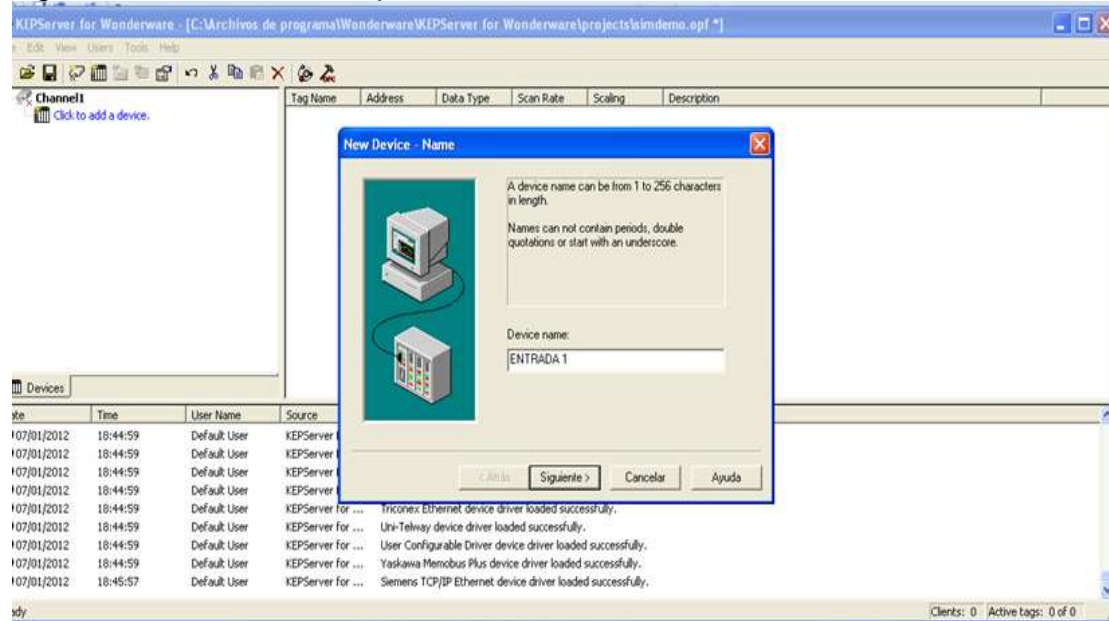 KEPServer for Wonderware - [C:\Archivos de programa\Wonderware\KEPServer for Wonderware\projects\simdemo.opf *]
Edit View Users Tools Help
Channel1
Click to add a device.
Tag Name Address Data Type Scan Rate Scaling Description
New Device - Name
A device name can be from 1 to 256 characters
in length.
Names can not contain periods, double
quotations or start with an underscore.
Device name:
ENTRADA 1
< Atrás Siguiente > Cancelar Ayuda
Devices
Time User Name Source
07/01/2012 18:44:59 Default User KEPServer
07/01/2012 18:44:59 Default User KEPServer
07/01/2012 18:44:59 Default User KEPServer
07/01/2012 18:44:59 Default User KEPServer
07/01/2012 18:44:59 Default User KEPServer for ... Triconex Ethernet device driver loaded successfully.
07/01/2012 18:44:59 Default User KEPServer for ... Uni-Telway device driver loaded successfully.
07/01/2012 18:44:59 Default User KEPServer for ... User Configurable Driver device driver loaded successfully.
07/01/2012 18:44:59 Default User KEPServer for ... Yaskawa Memobus Plus device driver loaded successfully.
07/01/2012 18:45:57 Default User KEPServer for ... Siemens TCP/IP Ethernet device driver loaded successfully.
Clients: 0 Active tags: 0 of 0